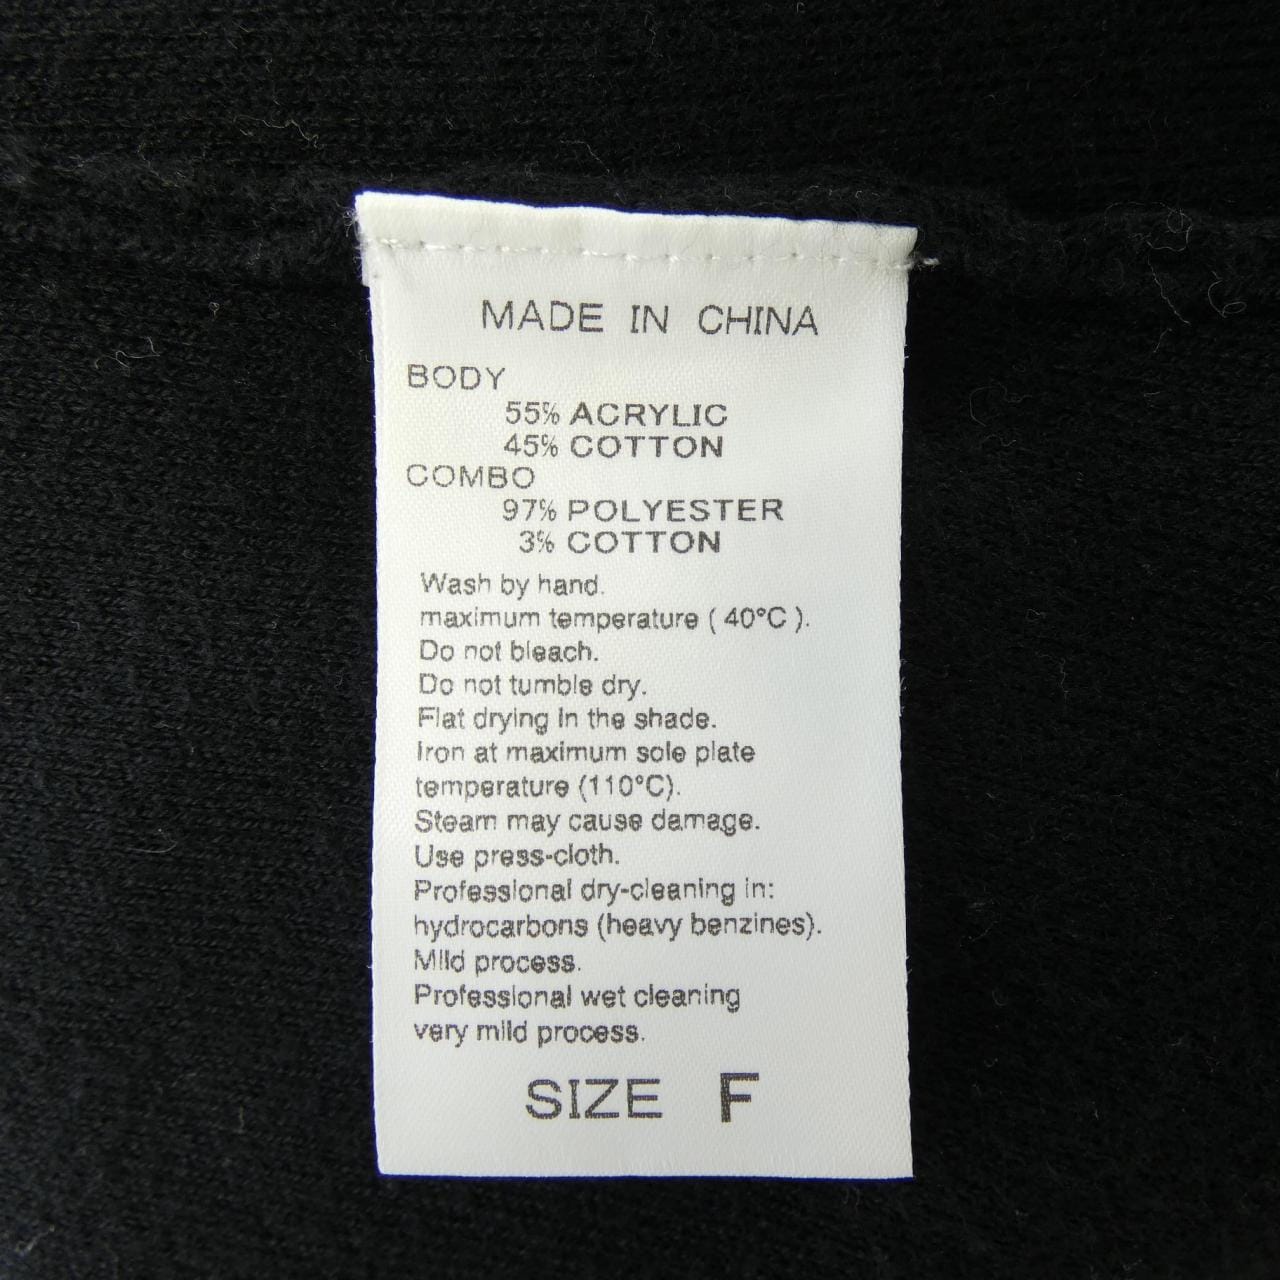 MADE IN CHINA
BODY
55% ACRYLIC
45% COTTON
COMBO
97% POLYESTER
3% COTTON
Wash by hand.
maximum temperature ( 40°C ).
Do not bleach.
Do not tumble dry.
Flat drying in the shade.
Iron at maximum sole plate
temperature (110°C).
Steam may cause damage.
Use press-cloth.
Professional dry-cleaning in:
hydrocarbons (heavy benzines).
Mild process.
Professional wet cleaning
very mild process.
SIZE F